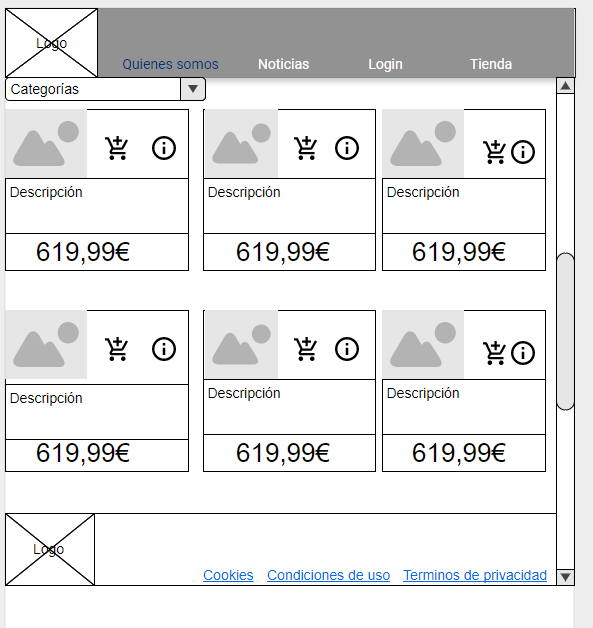 Logo
Quienes somos
Noticias
Login
Tienda
Categorías
Descripción
Descripción
Descripción
619,99€
619,99€
619,99€
Descripción
Descripción
Descripción
619,99€
619,99€
619,99€
Logo
Cookies
Condiciones de uso
Terminos de privacidad